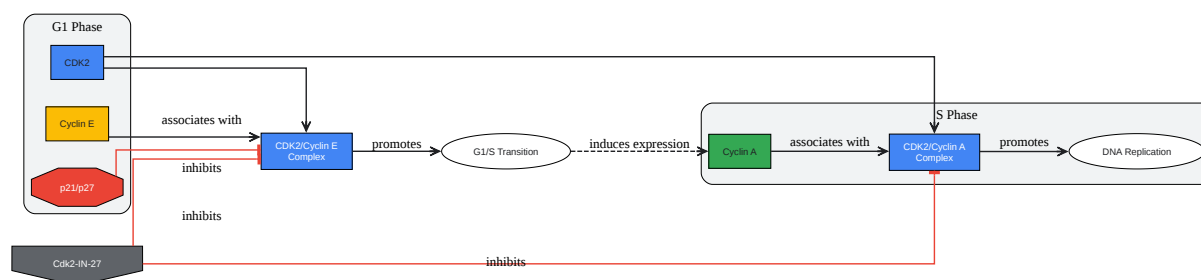 G1 Phase
CDK2
Cyclin E
associates with
CDK2/Cyclin E
Complex
promotes
G1/S Transition
induces expression
S Phase
Cyclin A
associates with
CDK2/Cyclin A
Complex
promotes
DNA Replication
inhibits
p21/p27
inhibits
Cdk2-IN-27
inhibits